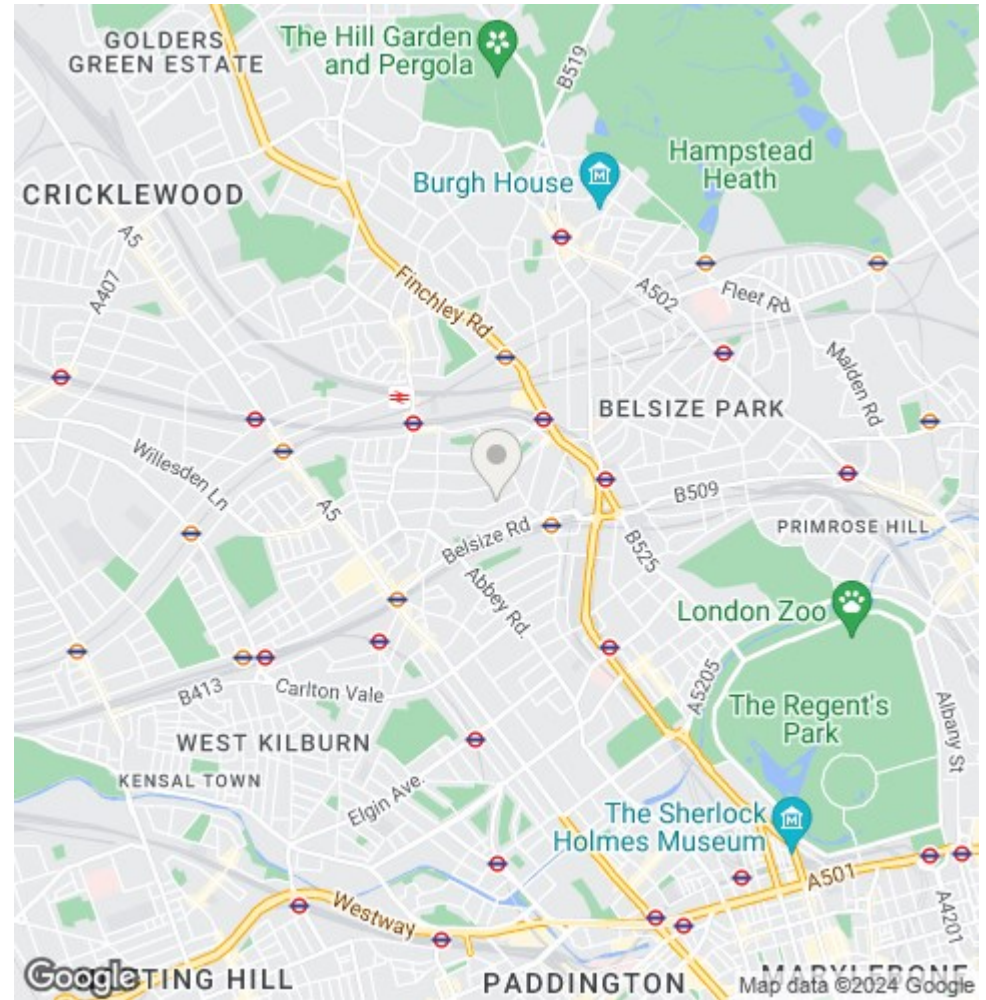 GOLDERS
GREEN ESTATE
The Hill Garden
and Pergola
B519
Hampstead
Heath
Burgh House
CRICKLEWOOD
A5
A407
Finchley Rd
A502
Fleet Rd
Malden Rd
BELSIZE PARK
Willesden Ln
A5
B509
PRIMROSE HILL
Belsize Rd
B525
Abbey Rd.
London Zoo
B413
Carlton Vale
A5205
The Regent's
Park
Albany St
WEST KILBURN
KENSAL TOWN
Elgin Ave.
The Sherlock
Holmes Museum
A501
A4201
Westway
Google
TING HILL
PADDINGTON
MARYLEBONE
Map data ©2024 Google